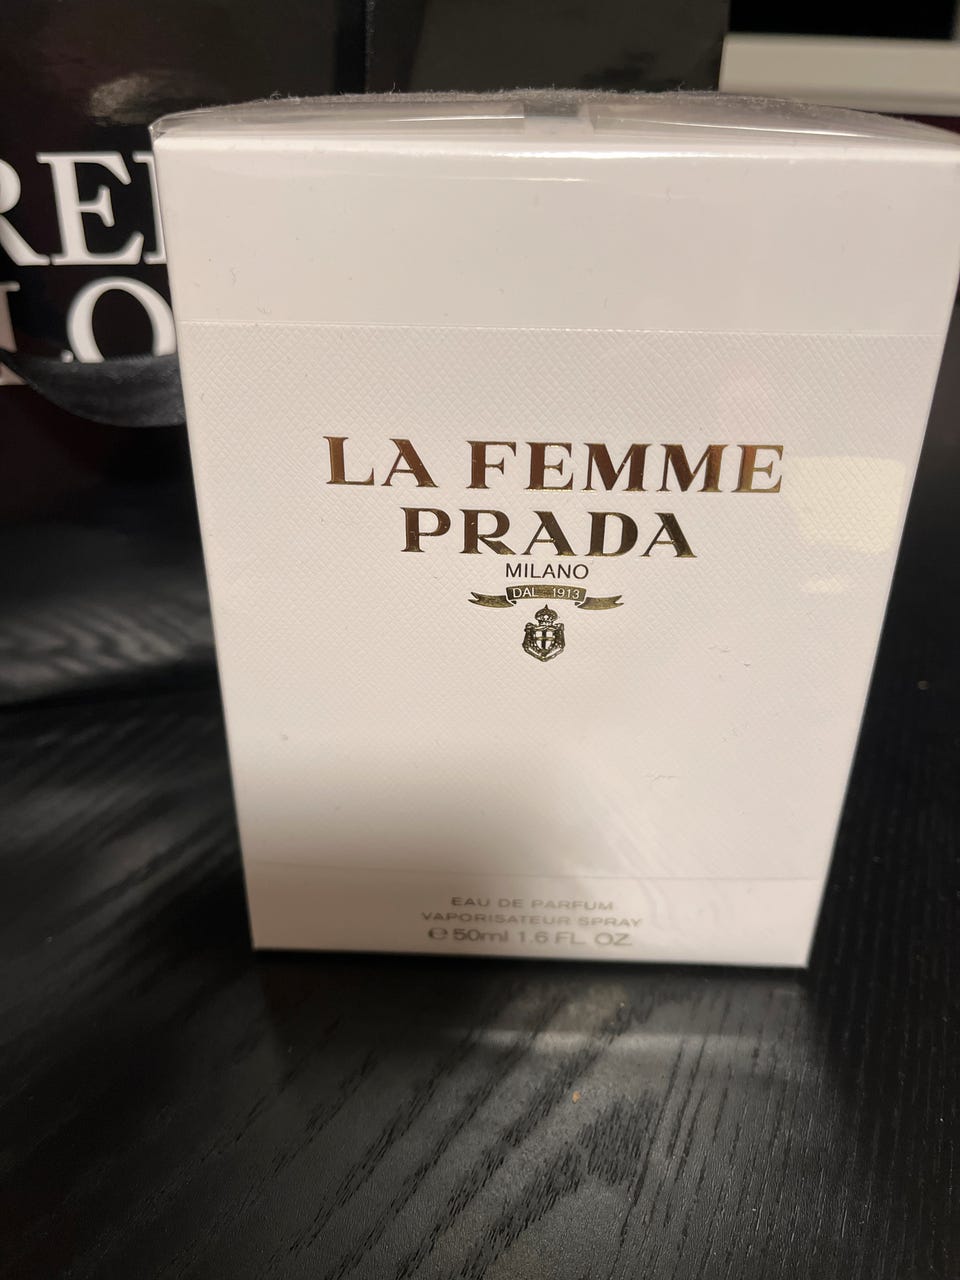 LA FEMME
PRADA
MILANO
DAL 1913
EAU DE PARFUM
VAPORISATEUR SPRAY
℮ 50ml 1.6 FL. OZ.